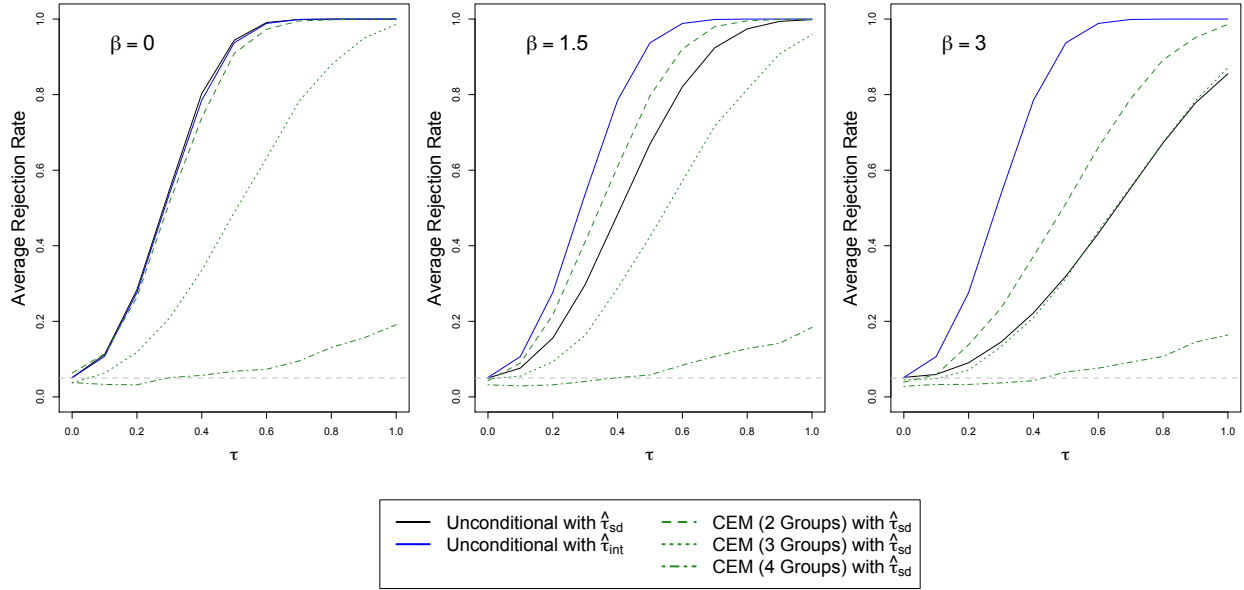 β = 0
Average Rejection Rate
0.0 0.2 0.4 0.6 0.8 1.0
0.0 0.2 0.4 0.6 0.8 1.0
τ
β = 1.5
Average Rejection Rate
0.0 0.2 0.4 0.6 0.8 1.0
0.0 0.2 0.4 0.6 0.8 1.0
τ
β = 3
Average Rejection Rate
0.0 0.2 0.4 0.6 0.8 1.0
0.0 0.2 0.4 0.6 0.8 1.0
τ
Unconditional with τ̂sd
Unconditional with τ̂int
CEM (2 Groups) with τ̂sd
CEM (3 Groups) with τ̂sd
CEM (4 Groups) with τ̂sd